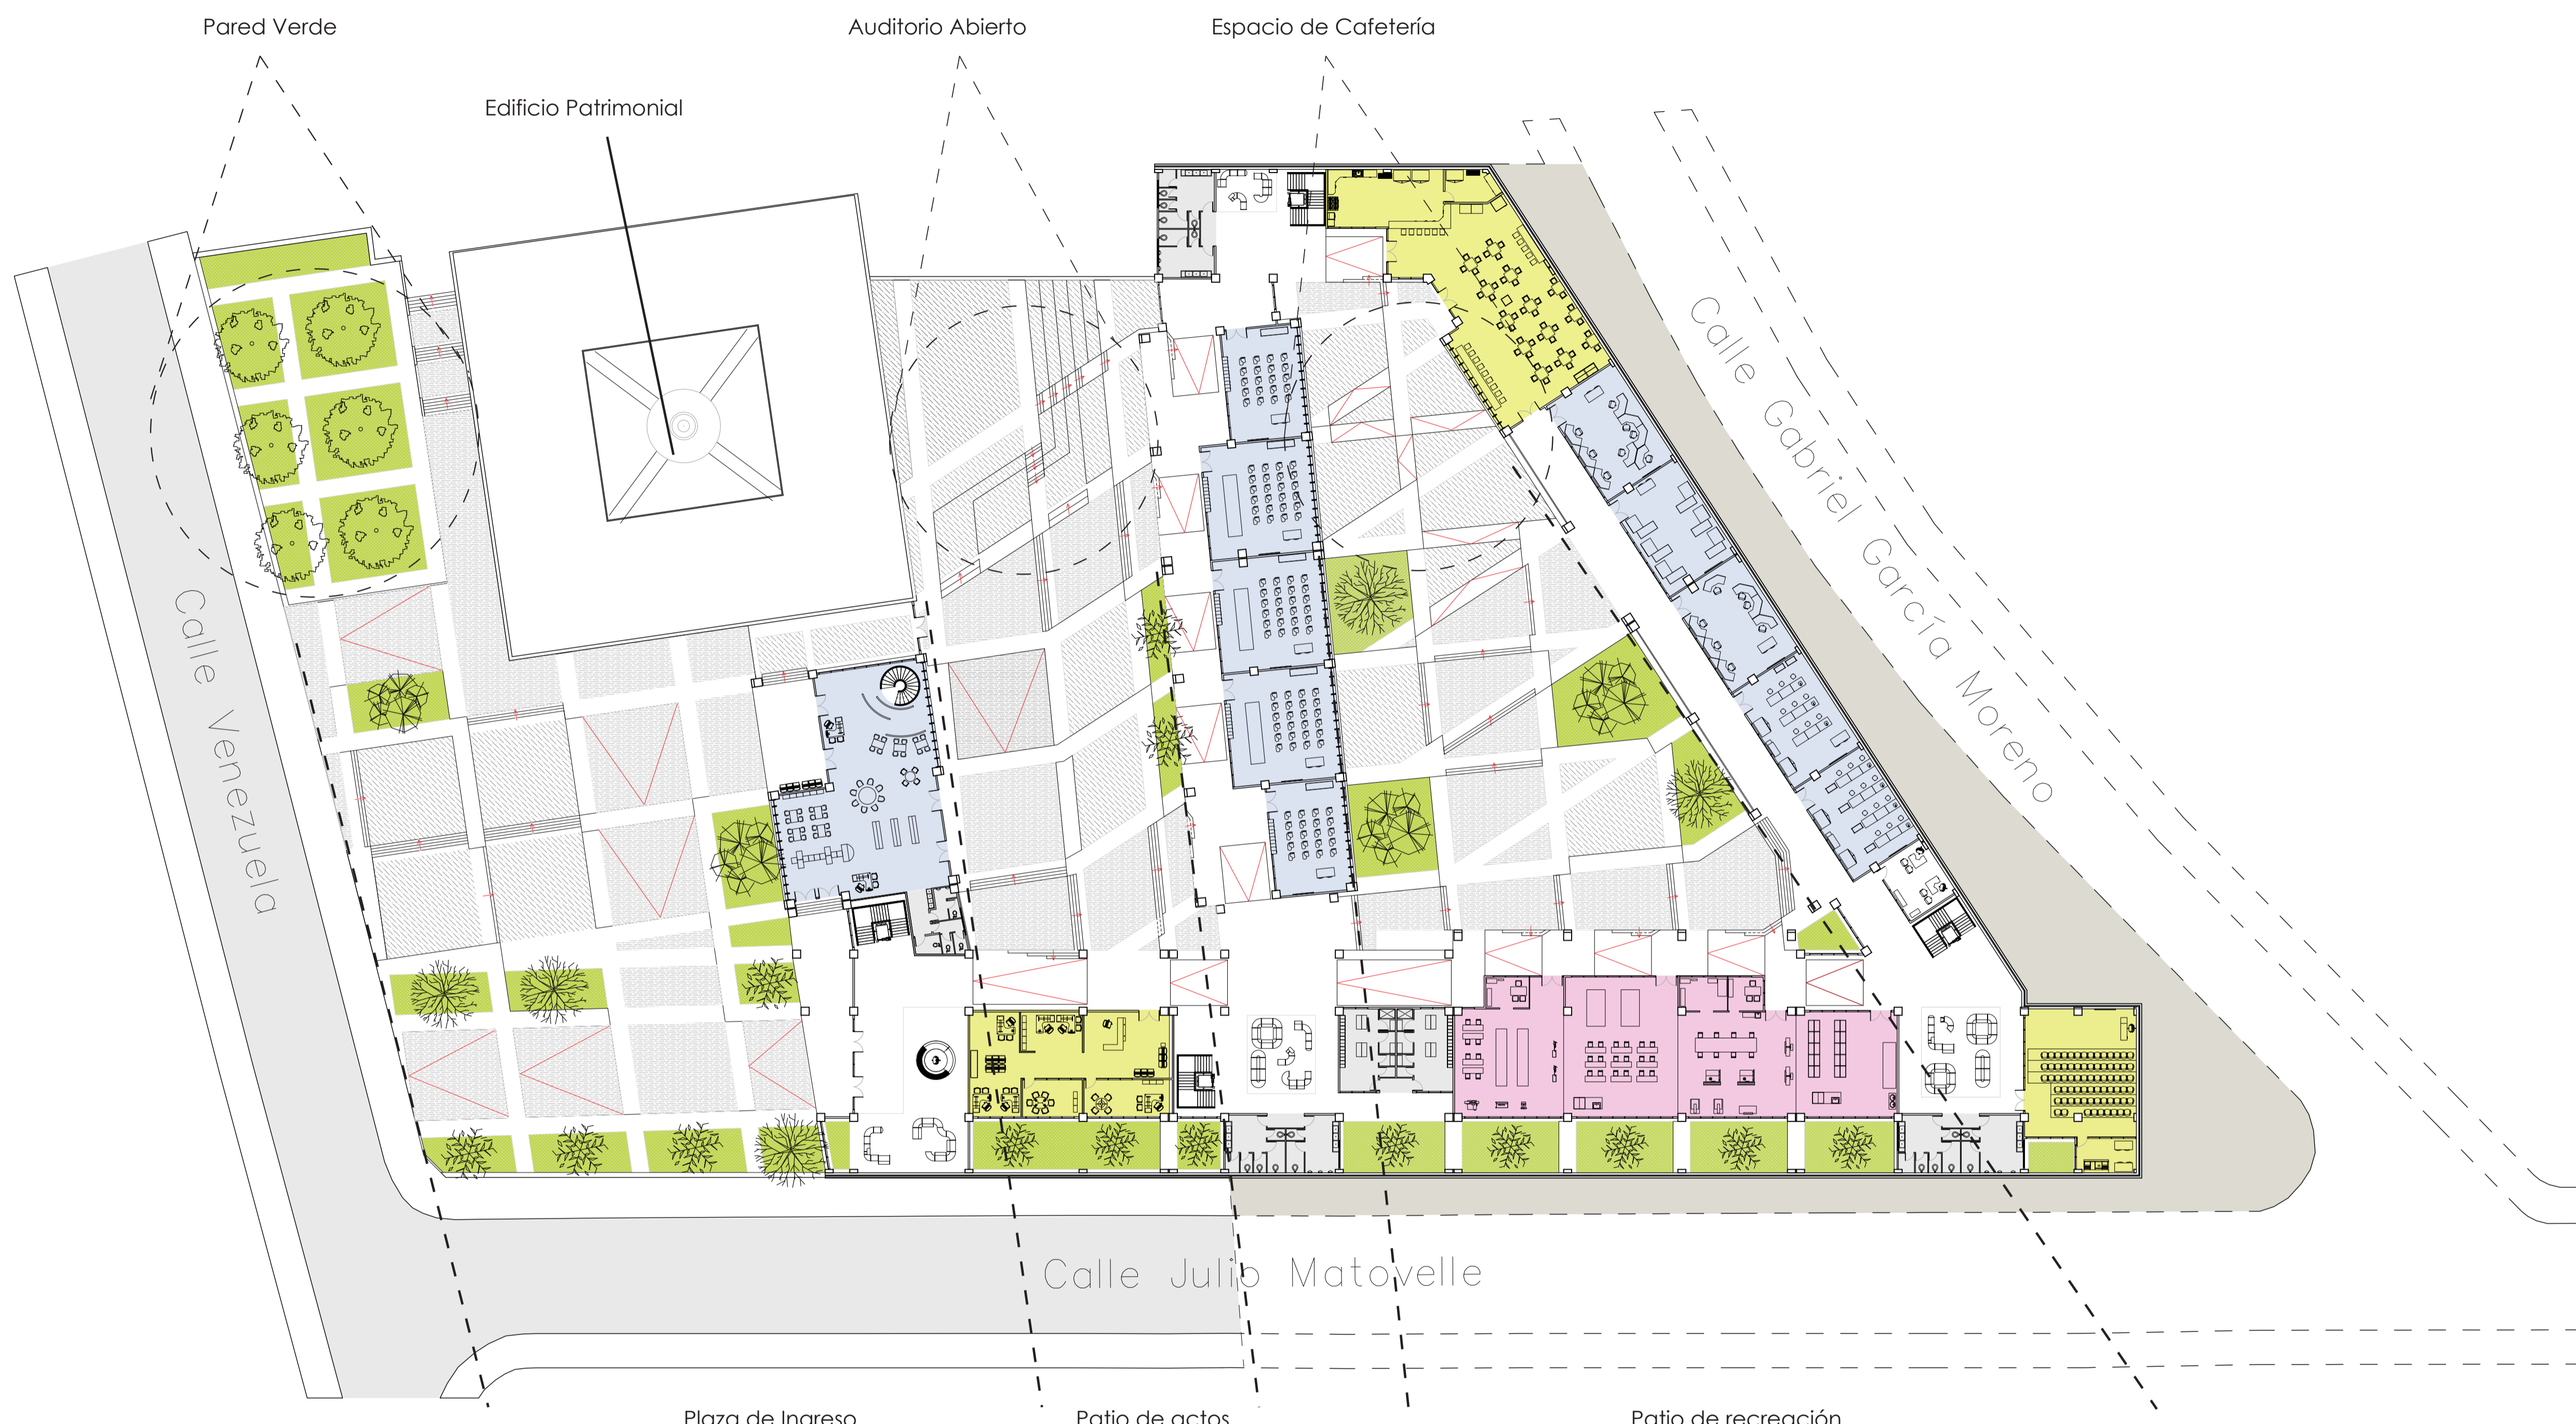 Pared Verde
Auditorio Abierto
Espacio de Cafetería
Edificio Patrimonial
Calle Gabriel García Moreno
Calle Venezuela
Calle Julio Matovelle
Plaza de Ingreso
Patio de actos
Patio de recreación